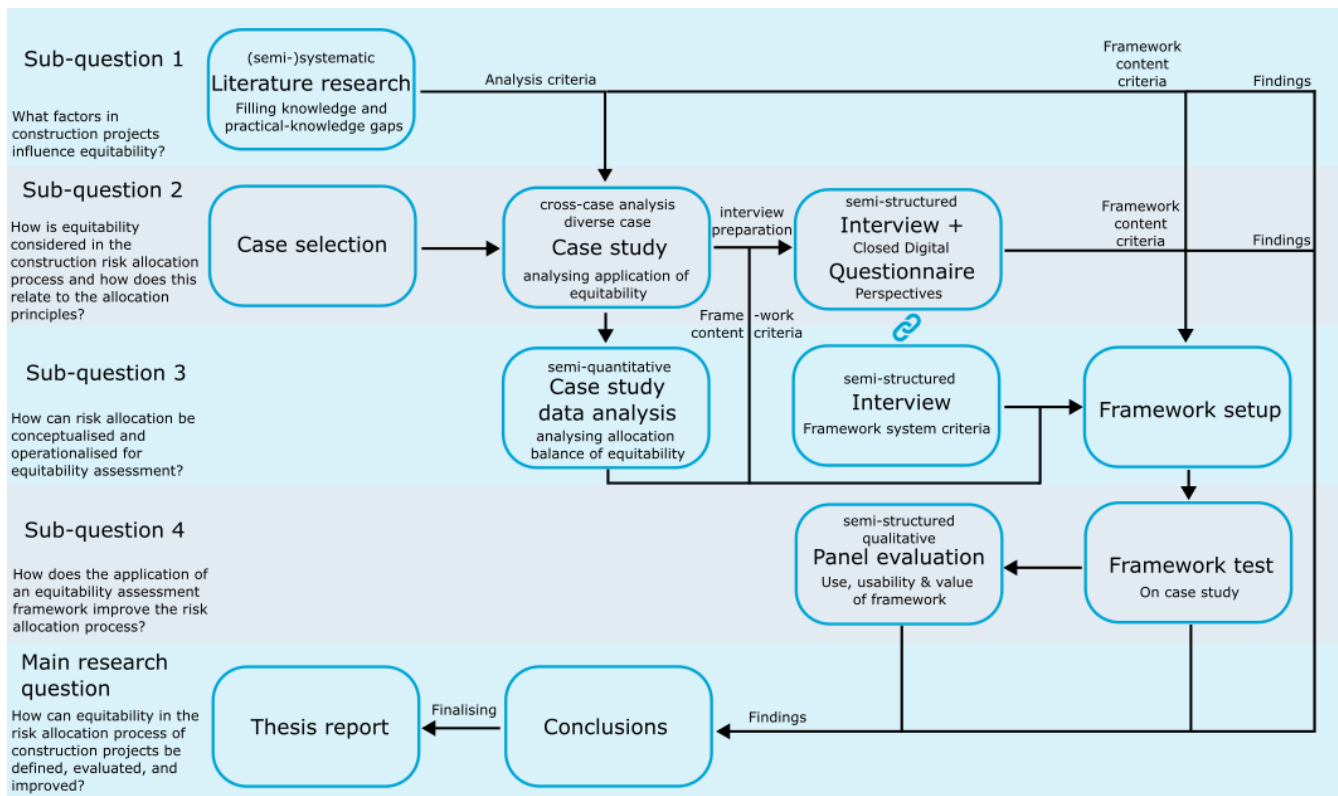 Sub-question 1
What factors in
construction projects
influence equitability?
(semi-)systematic
Literature research
Filling knowledge and
practical-knowledge gaps
Analysis criteria
Framework
content
criteria
Findings
Sub-question 2
How is equitability
considered in the
construction risk allocation
process and how does this
relate to the allocation
principles?
Case selection
cross-case analysis
diverse case
Case study
analysing application of
equitability
interview
preparation
semi-structured
Interview +
Closed Digital
Questionnaire
Perspectives
Framework
content
criteria
Findings
Frame -work
content criteria
Sub-question 3
How can risk allocation be
conceptualised and
operationalised for
equitability assessment?
semi-quantitative
Case study
data analysis
analysing allocation
balance of equitability
semi-structured
Interview
Framework system criteria
Framework setup
Sub-question 4
How does the application of
an equitability assessment
framework improve the risk
allocation process?
semi-structured
qualitative
Panel evaluation
Use, usability & value
of framework
Framework test
On case study
Main research
question
How can equitability in the
risk allocation process of
construction projects be
defined, evaluated, and
improved?
Thesis report
Finalising
Conclusions
Findings